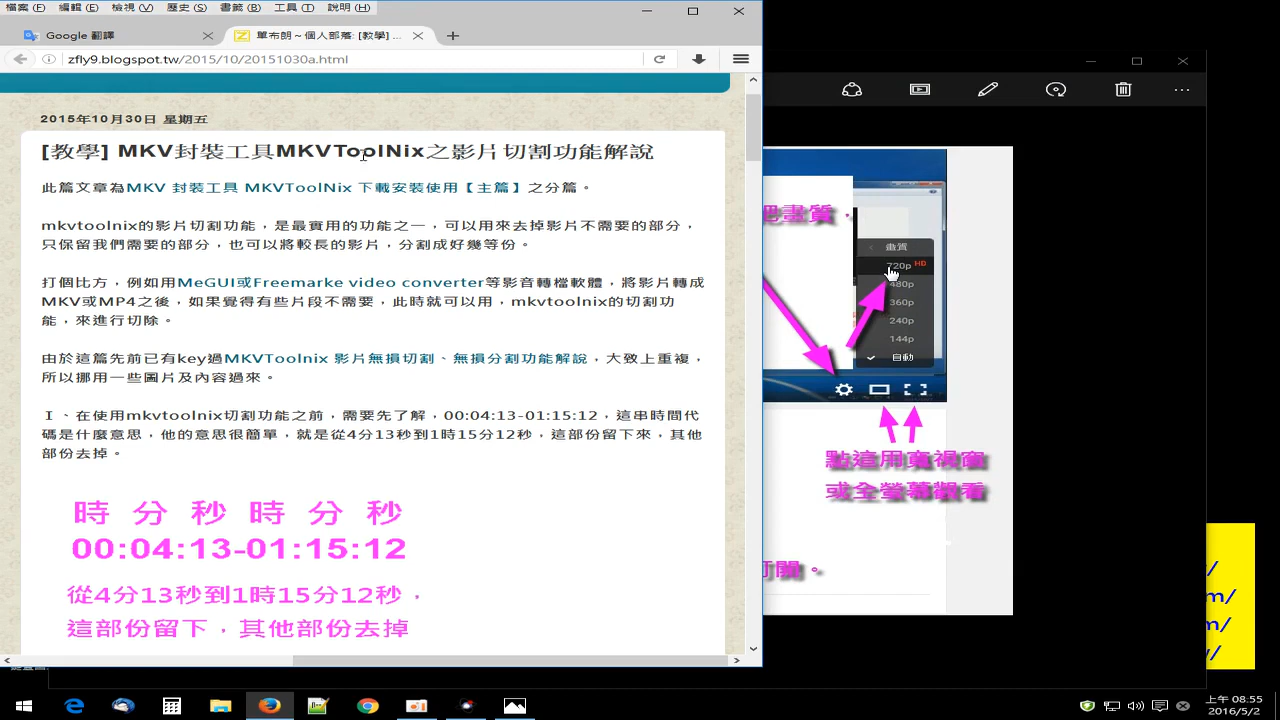 檔案 (F) 編輯 (E) 檢視 (V) 歷史 (S) 書籤 (B) 工具 (T) 說明 (H)
Google 翻譯
單布朗～個人部落: [教學] ...
zfly9.blogspot.tw/2015/10/20151030a.html
2015年10月30日 星期五
[教學] MKV封裝工具MKVToolNix之影片切割功能解說
此篇文章為MKV 封裝工具 MKVToolNix 下載安裝使用【主篇】之分篇。
mkvtoolnix的影片切割功能，是最實用的功能之一，可以用來去掉影片不需要的部分，
只保留我們需要的部分，也可以將較長的影片，分割成好幾等份。
打個比方，例如用MeGUI或Freemarke video converter等影音轉檔軟體，將影片轉成
MKV或MP4之後，如果覺得有些片段不需要，此時就可以用，mkvtoolnix的切割功
能，來進行切除。
由於這篇先前已有key過MKVToolnix 影片無損切割、無損分割功能解說，大致上重複，
所以挪用一些圖片及內容過來。
Ｉ、在使用mkvtoolnix切割功能之前，需要先了解，00:04:13-01:15:12，這串時間代
碼是什麼意思，他的意思很簡單，就是從4分13秒到1時15分12秒，這部份留下來，其他
部份去掉。
時 分 秒 時 分 秒
00:04:13-01:15:12
從4分13秒到1時15分12秒，
這部份留下，其他部份去掉
把畫質，
畫質
720p HD
480p
360p
240p
144p
自動
點這用寬視窗
或全螢幕觀看
打開。
/
m/
m/
/
上午 08:55
2016/5/2